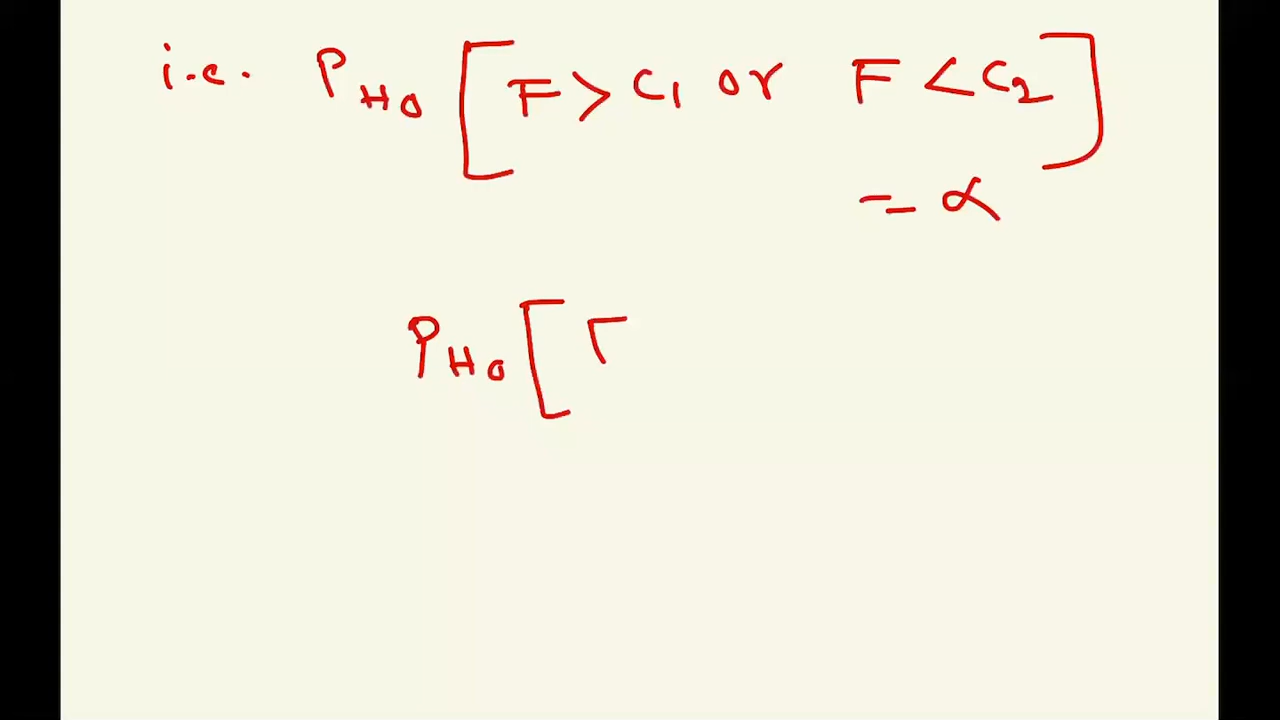 i.e. P_H0 [F > C1 or F < C2]
= α
P_H0 [